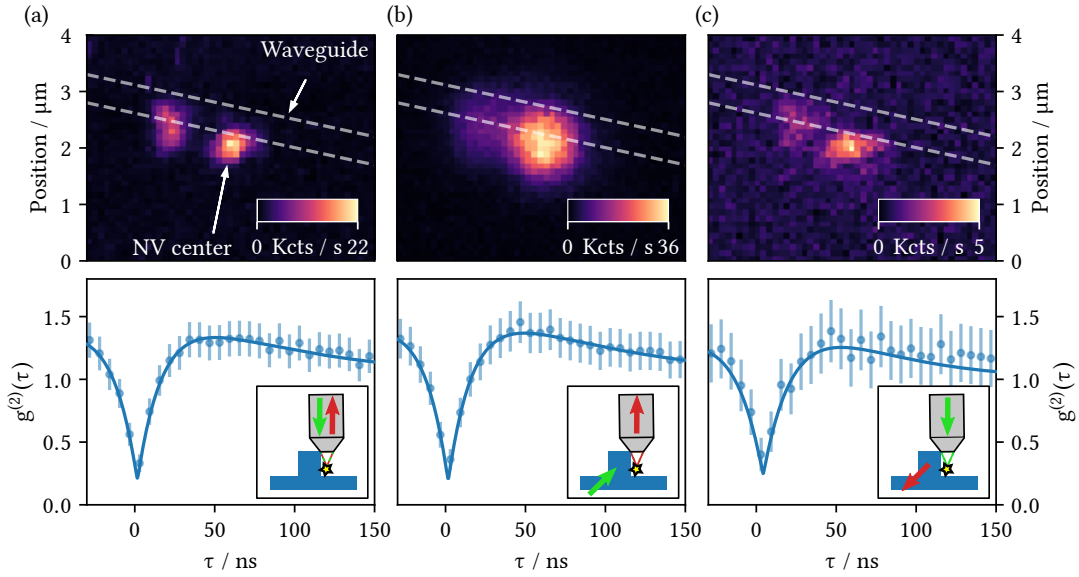 (a)
(b)
(c)
4
3
2
1
0
Position / μm
Waveguide
NV center
0 Kcts / s 22
0 Kcts / s 36
0 Kcts / s 5
4
3
2
1
0
Position / μm
1.5
1.0
0.5
0.0
g(2)(τ)
0 50 100 150
τ / ns
0 50 100 150
τ / ns
0 50 100 150
τ / ns
1.5
1.0
0.5
0.0
g(2)(τ)